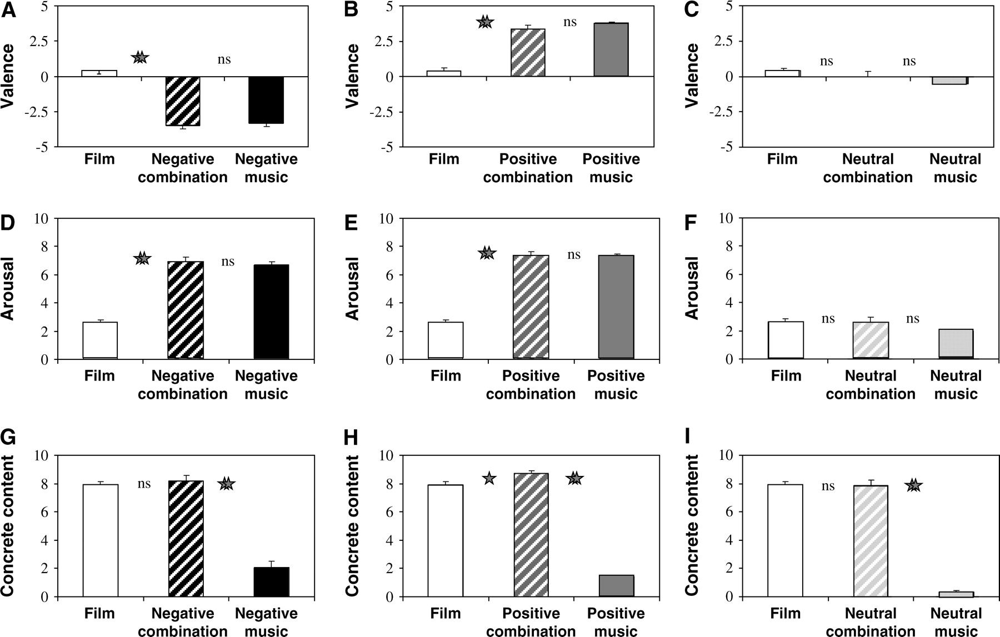 A
Valence
5
2.5
0
-2.5
-5
ns
Film
Negative
combination
Negative
music
B
Valence
5
2.5
0
-2.5
-5
ns
Film
Positive
combination
Positive
music
C
Valence
5
2.5
0
-2.5
-5
ns
ns
Film
Neutral
combination
Neutral
music
D
Arousal
10
8
6
4
2
0
ns
Film
Negative
combination
Negative
music
E
Arousal
10
8
6
4
2
0
ns
Film
Positive
combination
Positive
music
F
Arousal
10
8
6
4
2
0
ns
ns
Film
Neutral
combination
Neutral
music
G
Concrete content
10
8
6
4
2
0
ns
Film
Negative
combination
Negative
music
H
Concrete content
10
8
6
4
2
0
Film
Positive
combination
Positive
music
I
Concrete content
10
8
6
4
2
0
ns
Film
Neutral
combination
Neutral
music